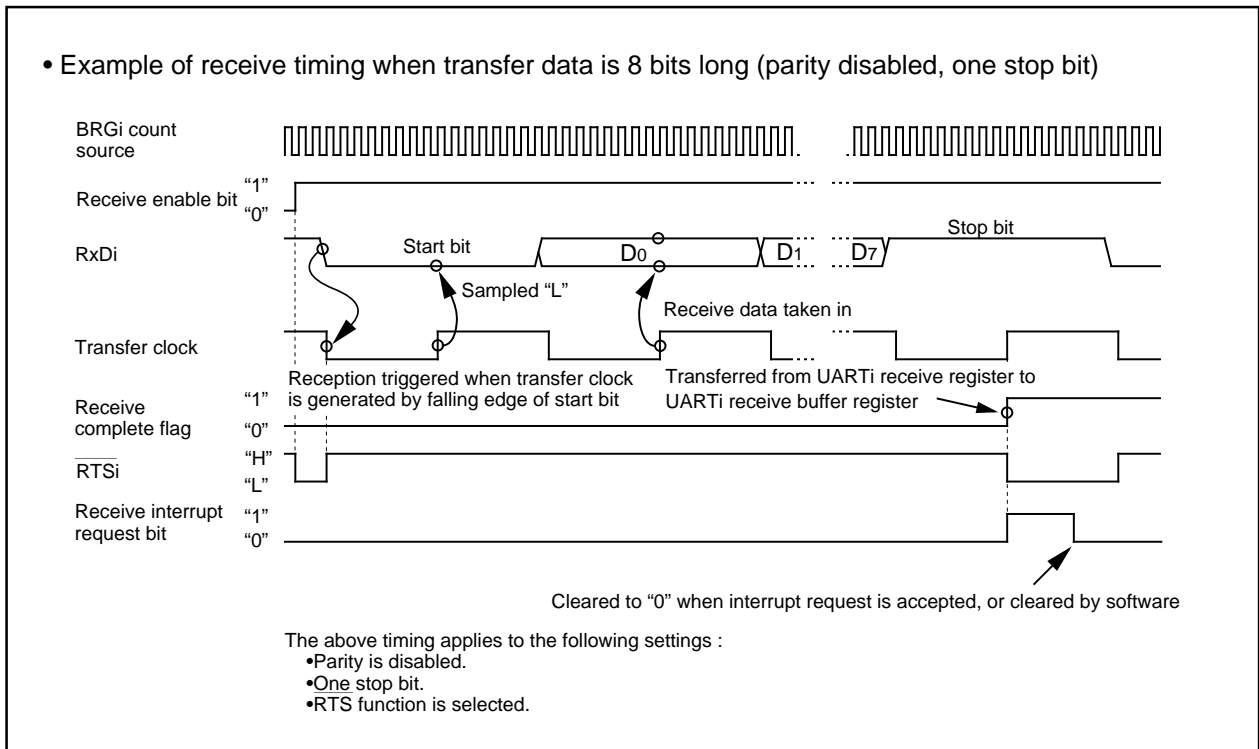 • Example of receive timing when transfer data is 8 bits long (parity disabled, one stop bit)
BRGi count
source
Receive enable bit
“1”
“0”
RxDi
Start bit
D0
D1
D7
Stop bit
Sampled “L”
Receive data taken in
Transfer clock
Reception triggered when transfer clock
is generated by falling edge of start bit
Transferred from UARTi receive register to
UARTi receive buffer register
Receive
complete flag
“1”
“0”
RTSi
“H”
“L”
Receive interrupt
request bit
“1”
“0”
Cleared to “0” when interrupt request is accepted, or cleared by software
The above timing applies to the following settings :
•Parity is disabled.
•One stop bit.
•RTS function is selected.